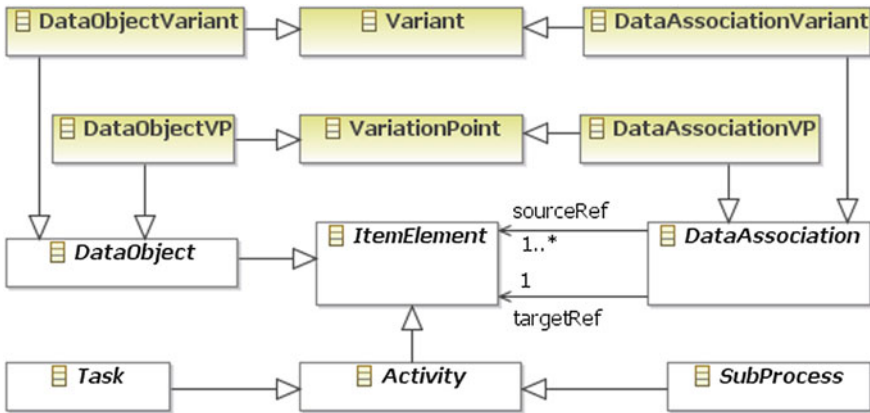 DataObjectVariant
Variant
DataAssociationVariant
DataObjectVP
VariationPoint
DataAssociationVP
sourceRef
DataObject
ItemElement
1..*
DataAssociation
1
targetRef
Task
Activity
SubProcess